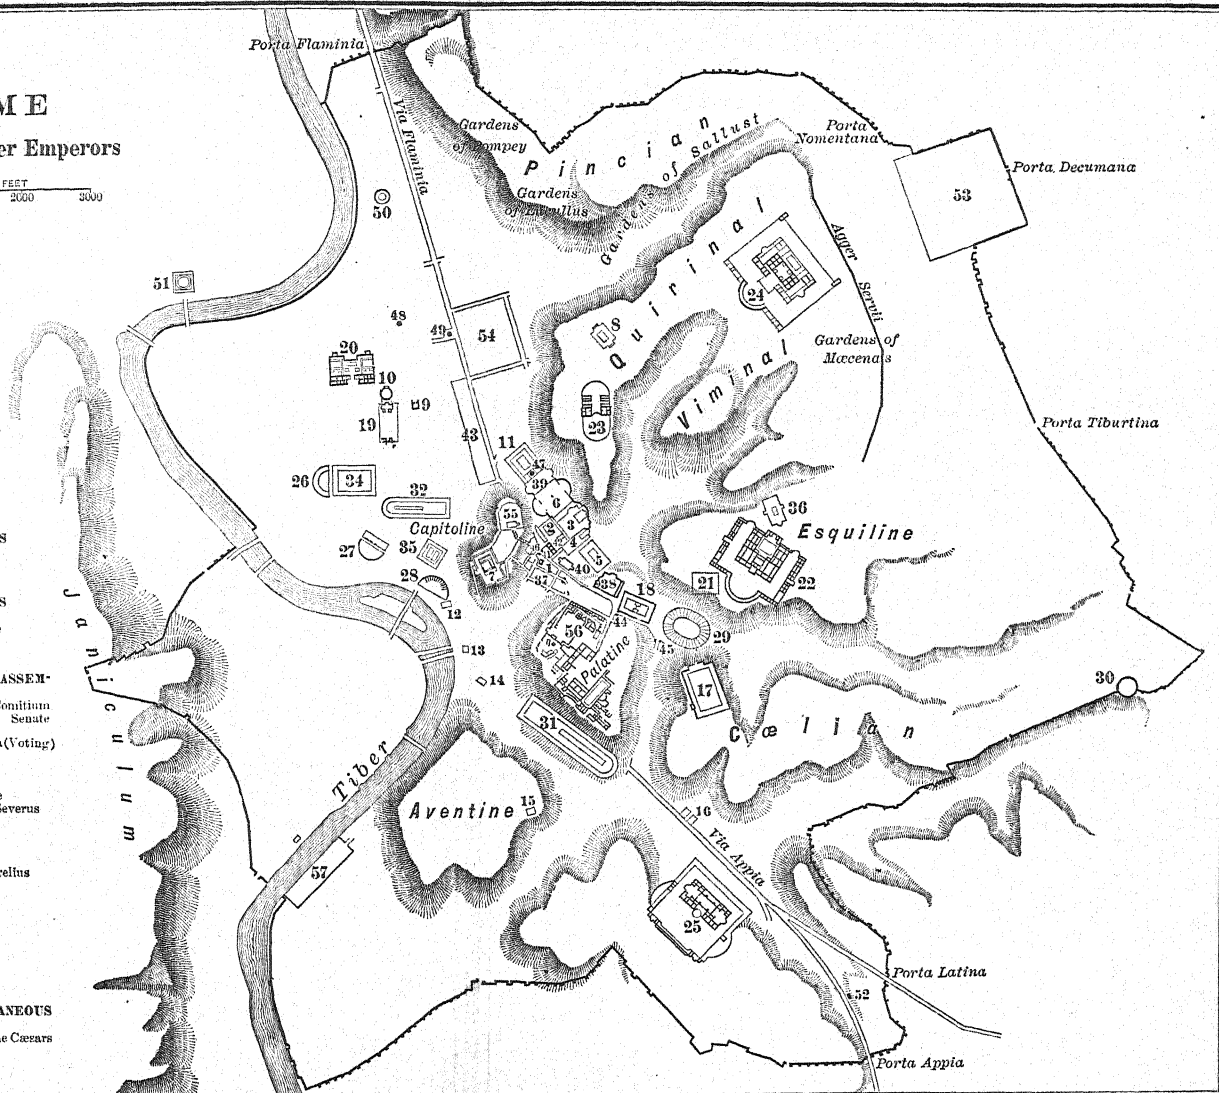 ME
er Emperors
FEET
2000 3000
Porta Flaminia
Via Flaminia
Gardens
of Pompey
Pincian
Gardens
of Lucullus
Gardens of Sallust
Porta
Nomentana
Porta Decumana
53
50
51
Quirinal
Agger
Servii
24
8
48
49
54
Gardens of
Mæcenas
20
10
9
19
43
23
Viminal
Porta Tiburtina
11
47
39
26
34
32
6
55
Capitoline
2
3
36
Esquiline
27
35
4
5
7
1
40
37
38
21
22
28
12
18
44
29
56
Palatine
45
13
14
17
30
31
Cœlian
S
S
ASSEM-
Comitium
Senate
(Voting)
Severus
relius
ANEOUS
e Cæsars
Janiculum
Tiber
Aventine
15
16
Via Appia
57
25
Porta Latina
52
Porta Appia